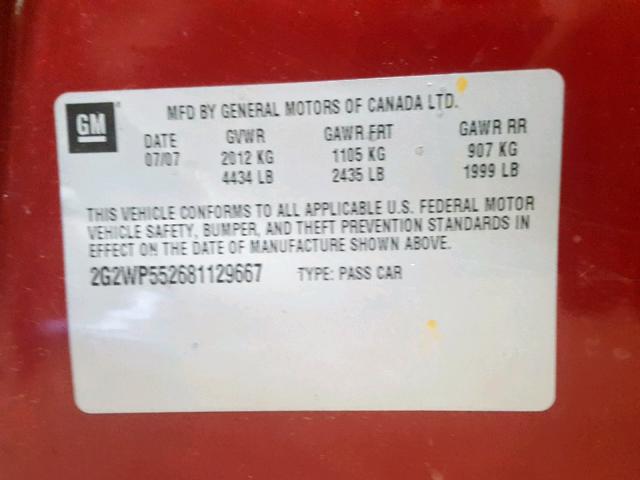 GM
MFD BY GENERAL MOTORS OF CANADA LTD.
DATE GVWR GAWR FRT GAWR RR
07/07 2012 KG 1105 KG 907 KG
4434 LB 2435 LB 1999 LB
THIS VEHICLE CONFORMS TO ALL APPLICABLE U.S. FEDERAL MOTOR
VEHICLE SAFETY, BUMPER, AND THEFT PREVENTION STANDARDS IN
EFFECT ON THE DATE OF MANUFACTURE SHOWN ABOVE.
2G2WP552681129667 TYPE: PASS CAR